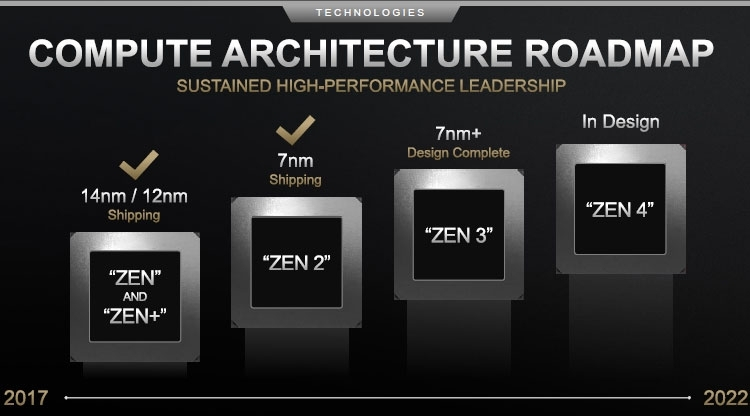 TECHNOLOGIES
COMPUTE ARCHITECTURE ROADMAP
SUSTAINED HIGH-PERFORMANCE LEADERSHIP
14nm / 12nm
Shipping
“ZEN”
AND
“ZEN+”
7nm
Shipping
“ZEN 2”
7nm+
Design Complete
“ZEN 3”
In Design
“ZEN 4”
2017
2022